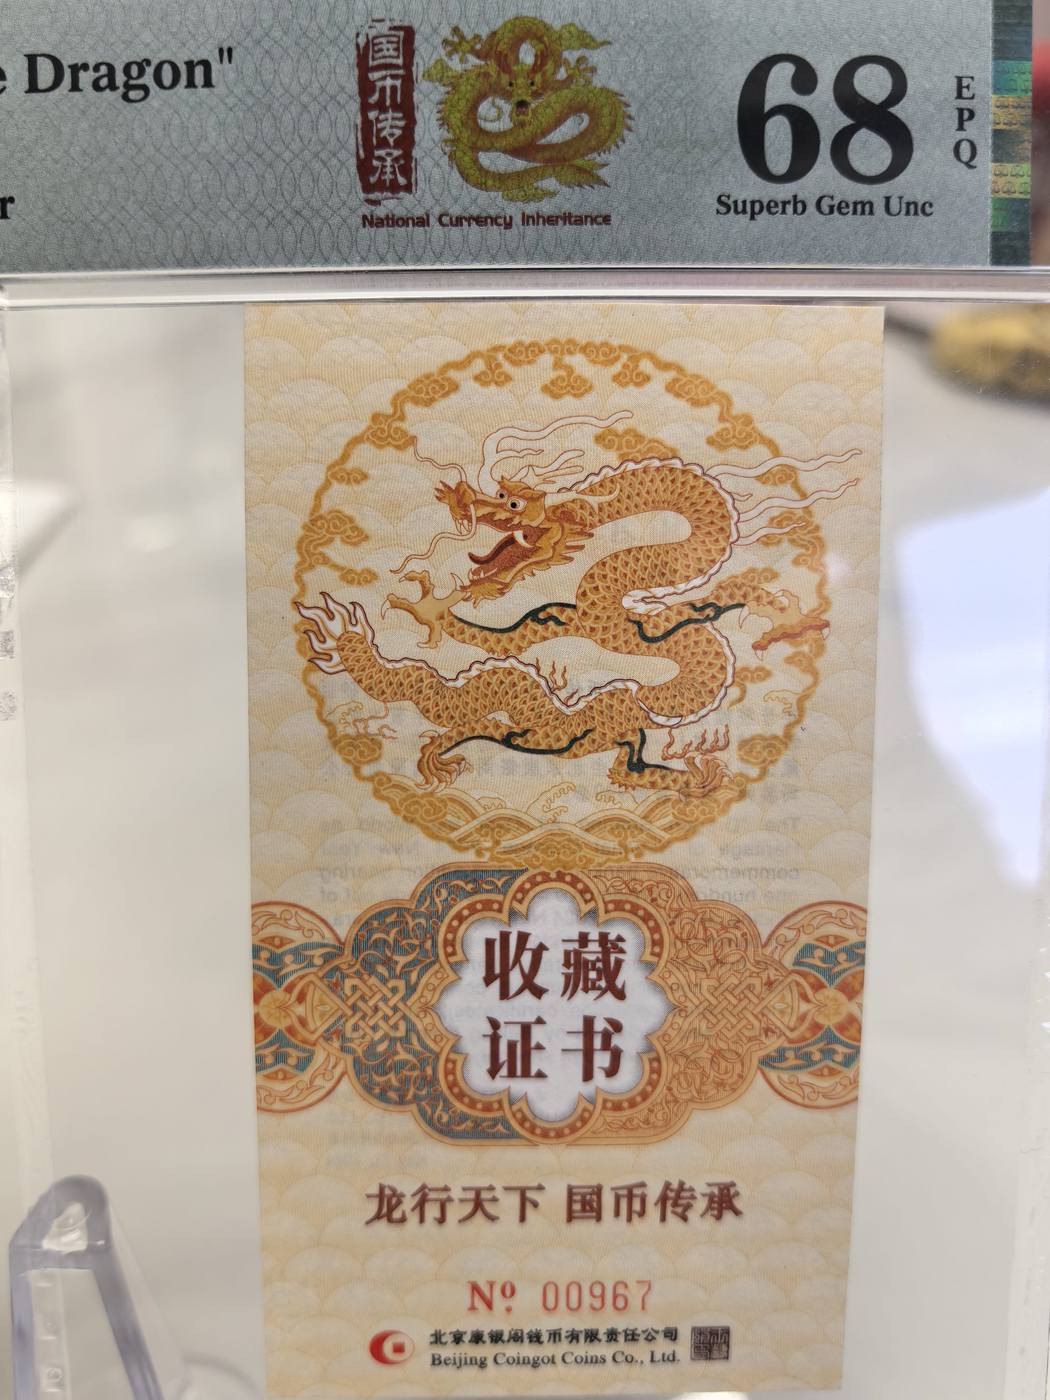 e Dragon"
r
国币传承
National Currency Inheritance
68
EPQ
Superb Gem Unc
收藏
证书
龙行天下 国币传承
Nº 00967
北京康银阁钱币有限责任公司
Beijing Coingot Coins Co., Ltd.